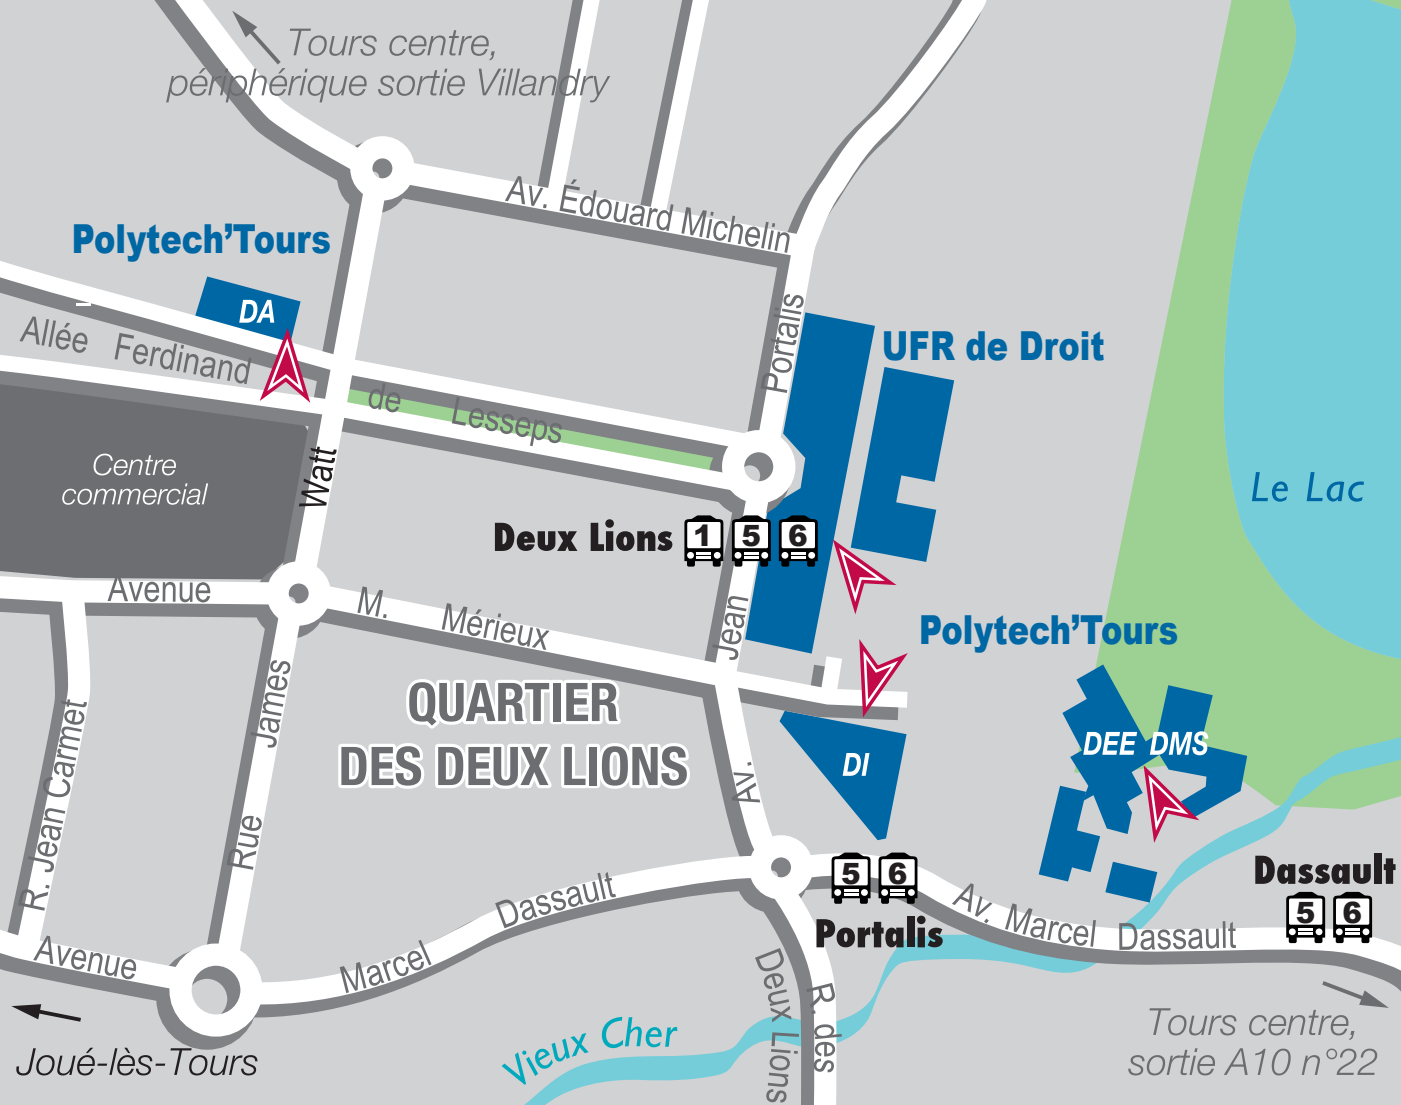 Tours centre,
périphérique sortie Villandry
Av. Édouard Michelin
Polytech'Tours
DA
Allée Ferdinand de Lesseps
Portalis
UFR de Droit
Centre
commercial
Watt
Le Lac
Deux Lions 1 5 6
Avenue
M. Mérieux
Jean
Polytech'Tours
James
QUARTIER
DES DEUX LIONS
R. Jean Carmet
DEE DMS
DI
Av.
Rue
5 6
Portalis
Dassault
5 6
Avenue
Marcel
Dassault
Av. Marcel Dassault
R. des
Deux Lions
Vieux Cher
Joué-lès-Tours
Tours centre,
sortie A10 n°22